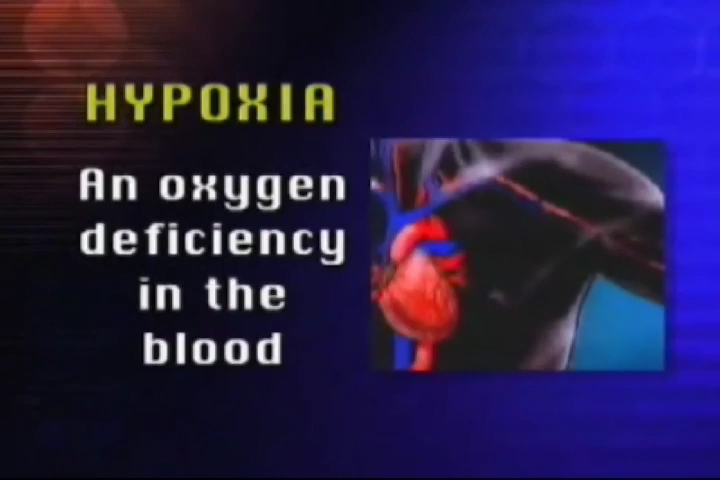 HYPOXIA
An oxygen
deficiency
in the
blood